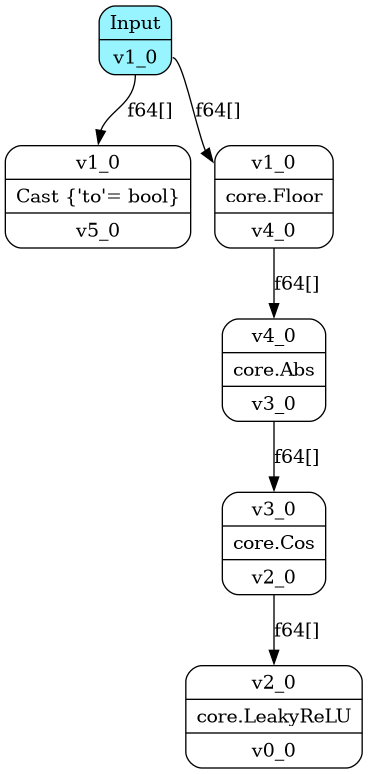 Input
v1_0
f64[]
f64[]
v1_0
Cast {'to'= bool}
v5_0
v1_0
core.Floor
v4_0
f64[]
v4_0
core.Abs
v3_0
f64[]
v3_0
core.Cos
v2_0
f64[]
v2_0
core.LeakyReLU
v0_0